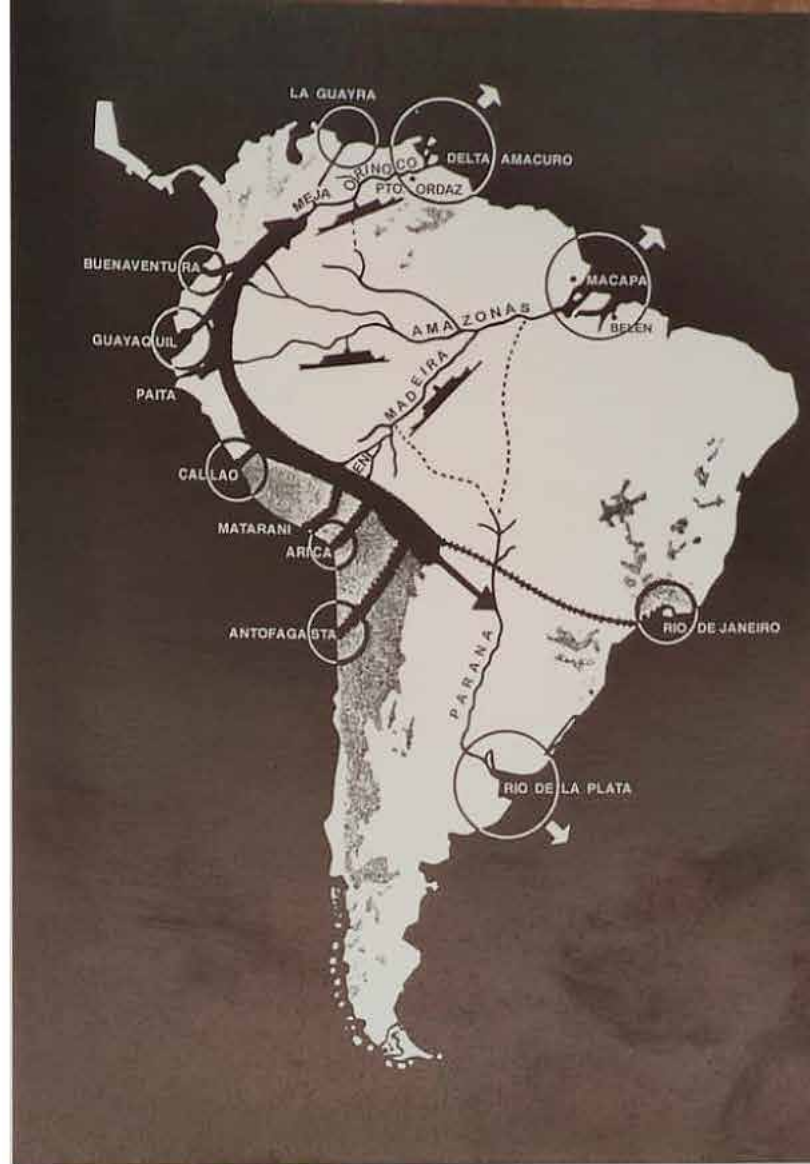 LA GUAYRA
DELTA AMACURO
ORINOCO
MEJA
PTO. ORDAZ
BUENAVENTURA
MACAPA
GUAYAQUIL
AMAZONAS
BELEN
PAITA
MADEIRA
CALLAO
MATARANI
ARICA
ANTOFAGASTA
RIO DE JANEIRO
PARANA
RIO DE LA PLATA